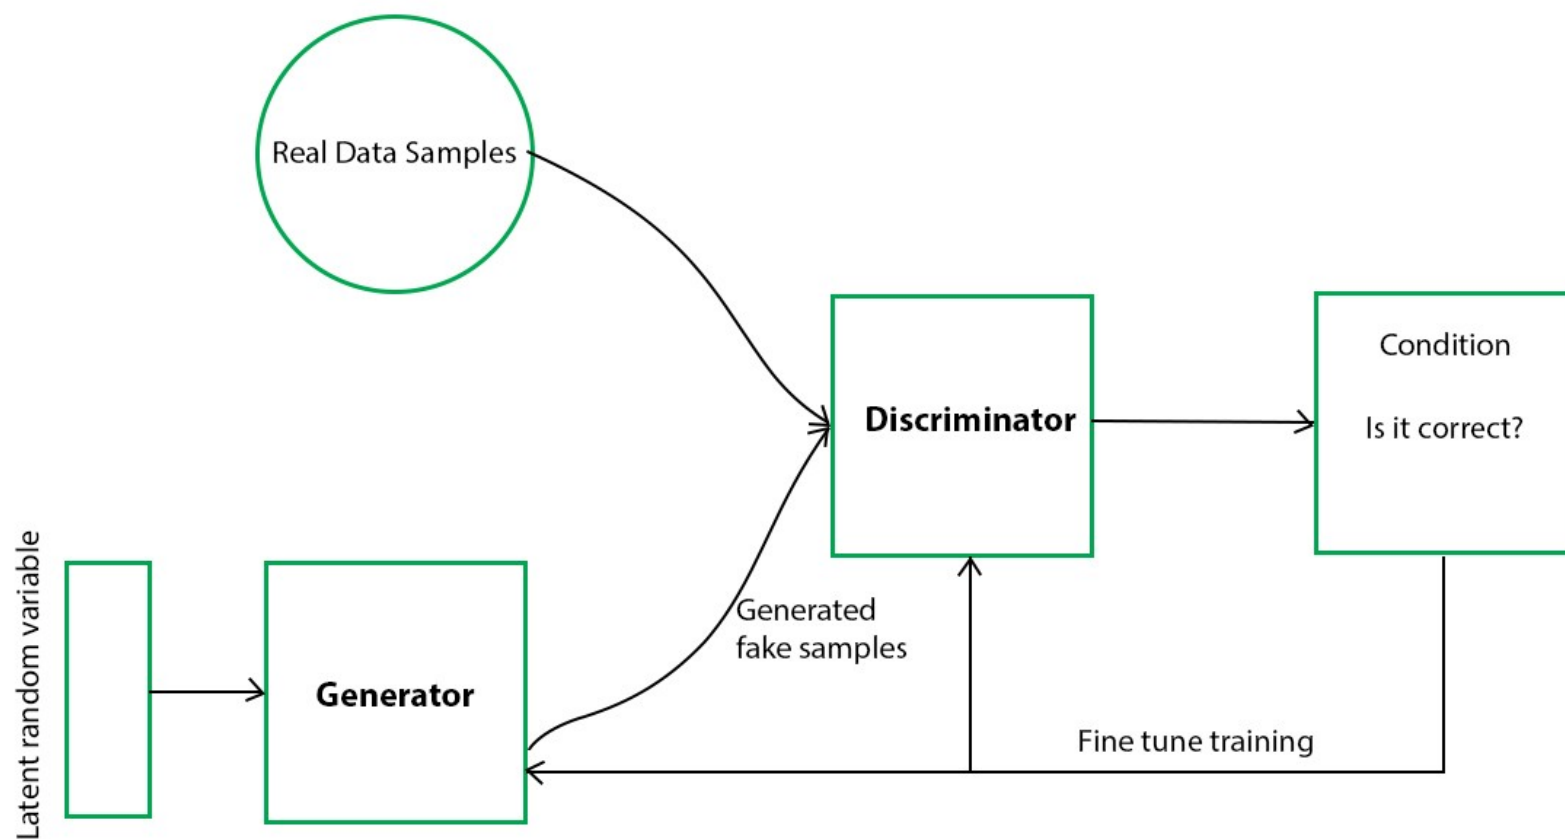 Real Data Samples
Condition
Is it correct?
Discriminator
Latent random variable
Generator
Generated
fake samples
Fine tune training